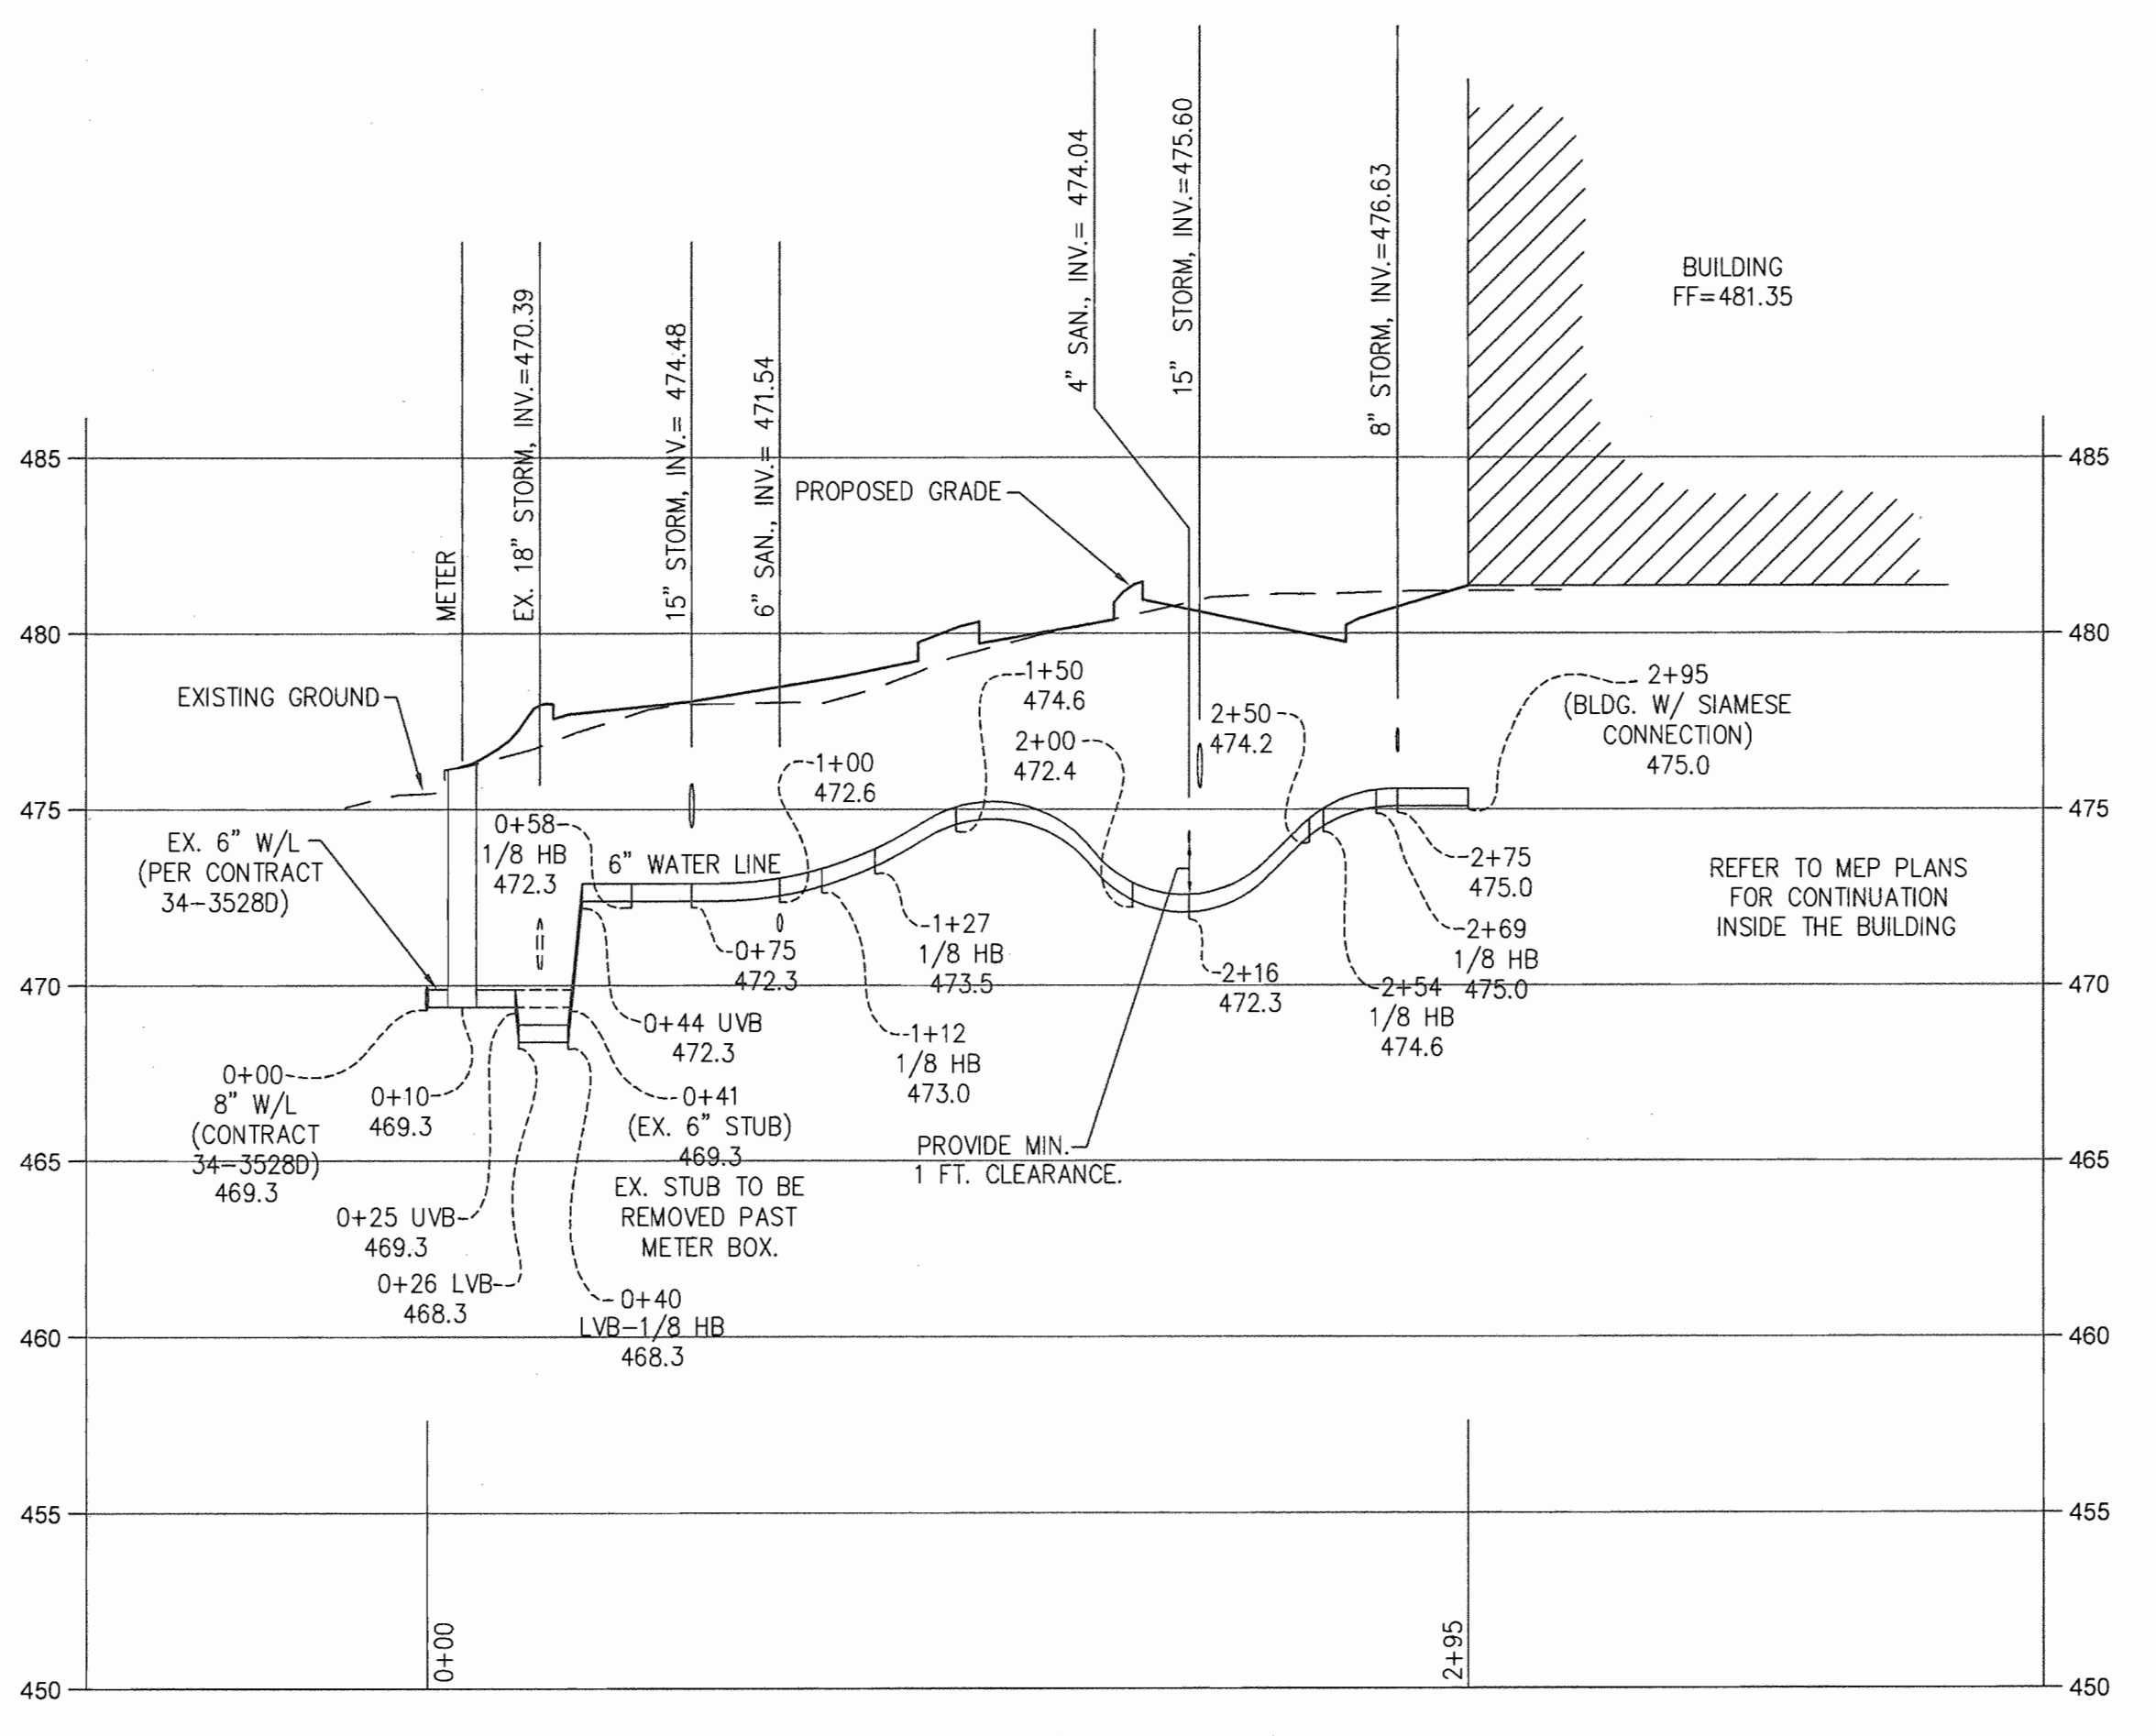 4" SAN., INV.= 474.04
15" STORM, INV.=475.60
8" STORM, INV.=476.63
BUILDING
FF=481.35
METER
EX. 18" STORM, INV.=470.39
15" STORM, INV.= 474.48
6" SAN., INV.= 471.54
485
485
PROPOSED GRADE
480
480
EXISTING GROUND
1+50
474.6
2+00
472.4
2+50
474.2
2+95
(BLDG. W/ SIAMESE
CONNECTION)
475.0
1+00
472.6
475
475
EX. 6" W/L
(PER CONTRACT
34-3528D)
0+58
1/8 HB
472.3
6" WATER LINE
2+75
475.0
REFER TO MEP PLANS
FOR CONTINUATION
INSIDE THE BUILDING
0+75
472.3
1+27
1/8 HB
473.5
2+69
1/8 HB
475.0
2+16
472.3
470
470
2+54
1/8 HB
474.6
0+44 UVB
472.3
1+12
1/8 HB
473.0
0+00
8" W/L
(CONTRACT
34-3528D)
469.3
0+10
469.3
0+41
(EX. 6" STUB)
469.3
EX. STUB TO BE
REMOVED PAST
METER BOX.
PROVIDE MIN.
1 FT. CLEARANCE.
465
465
0+25 UVB
469.3
0+26 LVB
468.3
0+40
LVB-1/8 HB
468.3
460
460
455
455
0+00
2+95
450
450